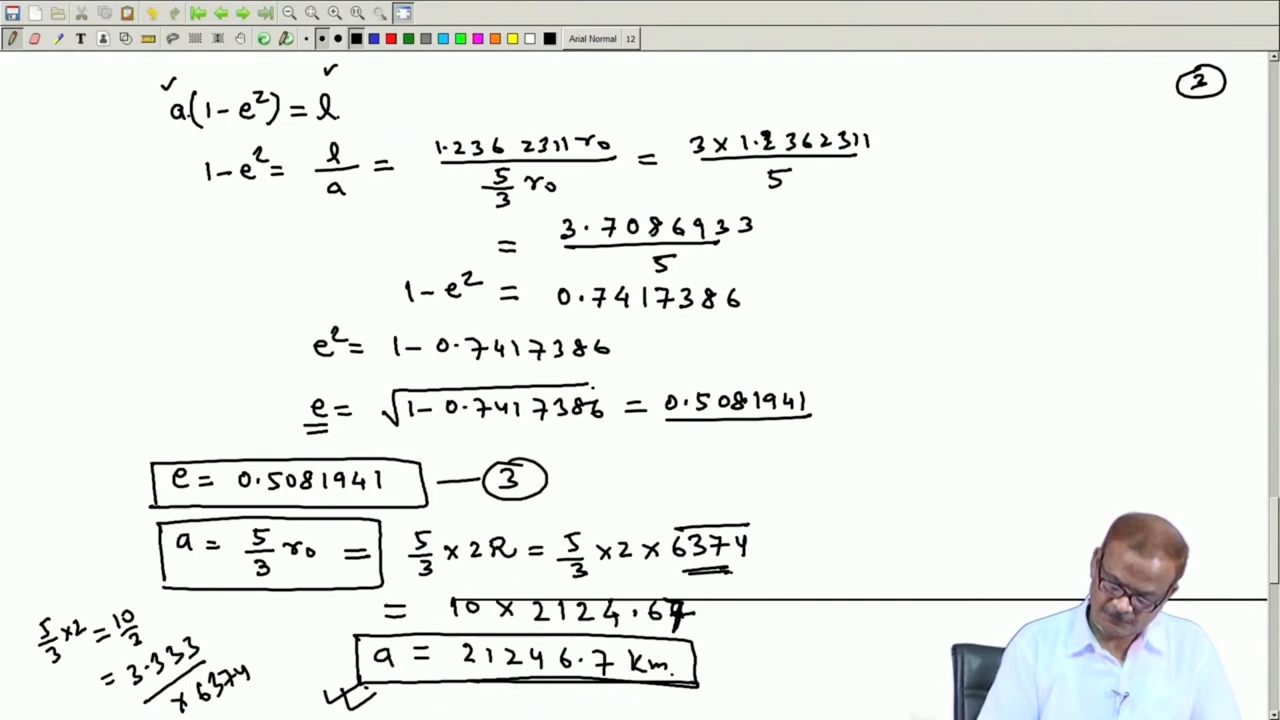 Arial Normal 12
2
a(1-e²) = l
1-e² = l/a = 1.2362311 r₀ / (5/3 r₀) = 3 × 1.2362311 / 5
= 3.7086933 / 5
1-e² = 0.7417386
e² = 1 - 0.7417386
e = √(1 - 0.7417386) = 0.5081941
e = 0.5081941 — 3
a = 5/3 r₀ = 5/3 × 2R = 5/3 × 2 × 6374
= 10 × 2124.67
a = 21246.7 km.
5/3 × 2 = 10/3
= 3.333
× 6374